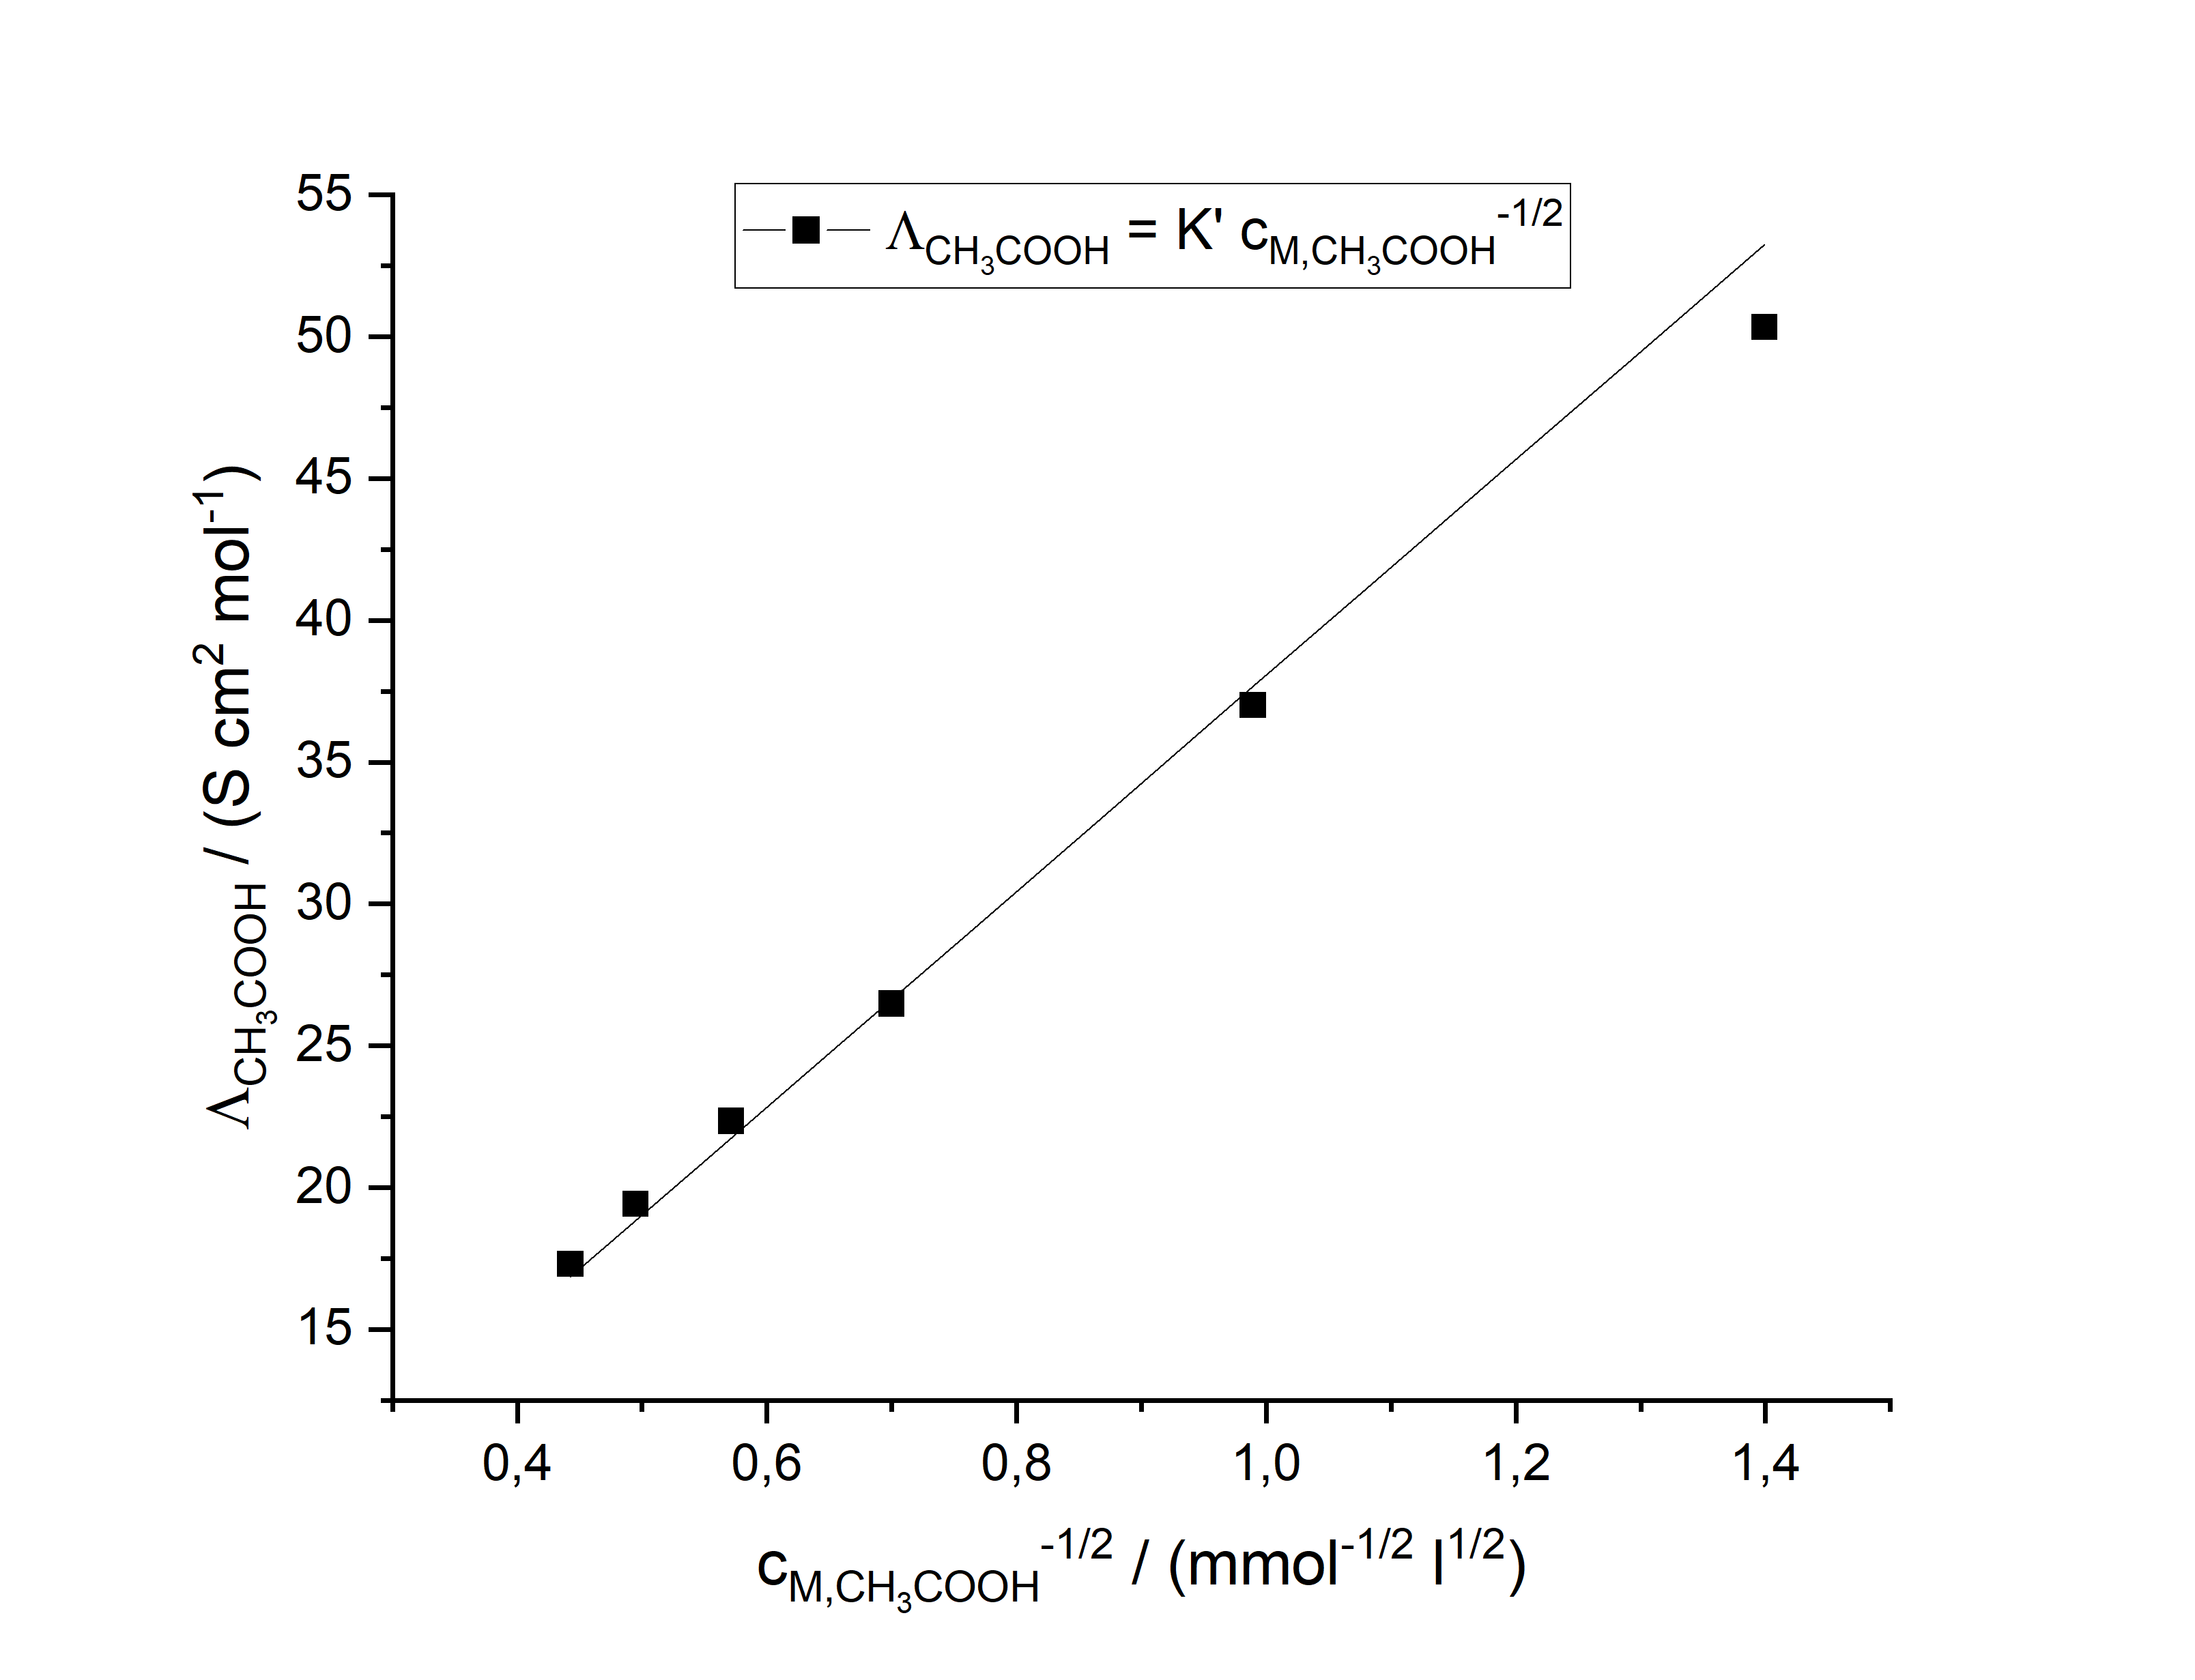 Λ_CH₃COOH = K' c_M,CH₃COOH^-1/2
Λ_CH₃COOH / (S cm² mol⁻¹)
55
50
45
40
35
30
25
20
15
0,4 0,6 0,8 1,0 1,2 1,4
c_M,CH₃COOH^-1/2 / (mmol^-1/2 l^1/2)